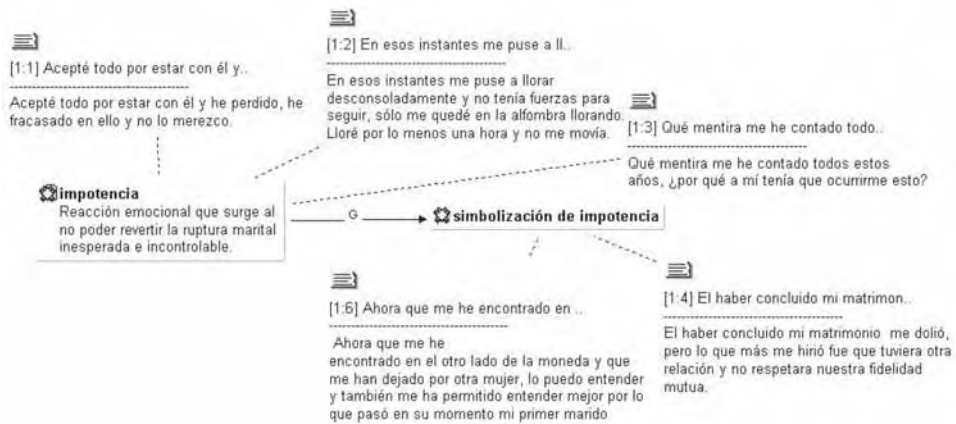 [1:1] Acepté todo por estar con él y..
Acepté todo por estar con él y he perdido, he
fracasado en ello y no lo merezco.
[1:2] En esos instantes me puse a ll..
En esos instantes me puse a llorar
desconsoladamente y no tenía fuerzas para
seguir, sólo me quedé en la alfombra llorando.
Lloré por lo menos una hora y no me movía.
[1:3] Qué mentira me he contado todo..
Qué mentira me he contado todos estos
años, ¿por qué a mí tenía que ocurrirme esto?
impotencia
Reacción emocional que surge al
no poder revertir la ruptura marital
inesperada e incontrolable.
G
simbolización de impotencia
[1:6] Ahora que me he encontrado en ..
Ahora que me he
encontrado en el otro lado de la moneda y que
me han dejado por otra mujer, lo puedo entender
y también me ha permitido entender mejor por lo
que pasó en su momento mi primer marido
[1:4] El haber concluido mi matrimon..
El haber concluido mi matrimonio me dolió,
pero lo que más me hirió fue que tuviera otra
relación y no respetara nuestra fidelidad
mutua.